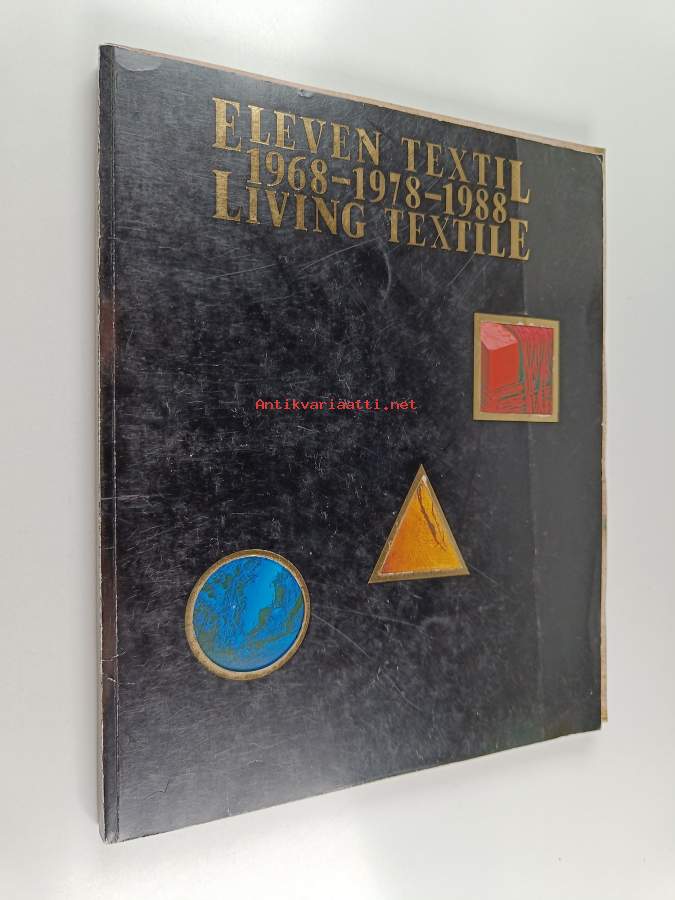 ELEVEN TEXTIL
1968-1978-1988
LIVING TEXTILE
Antikvariaatti.net